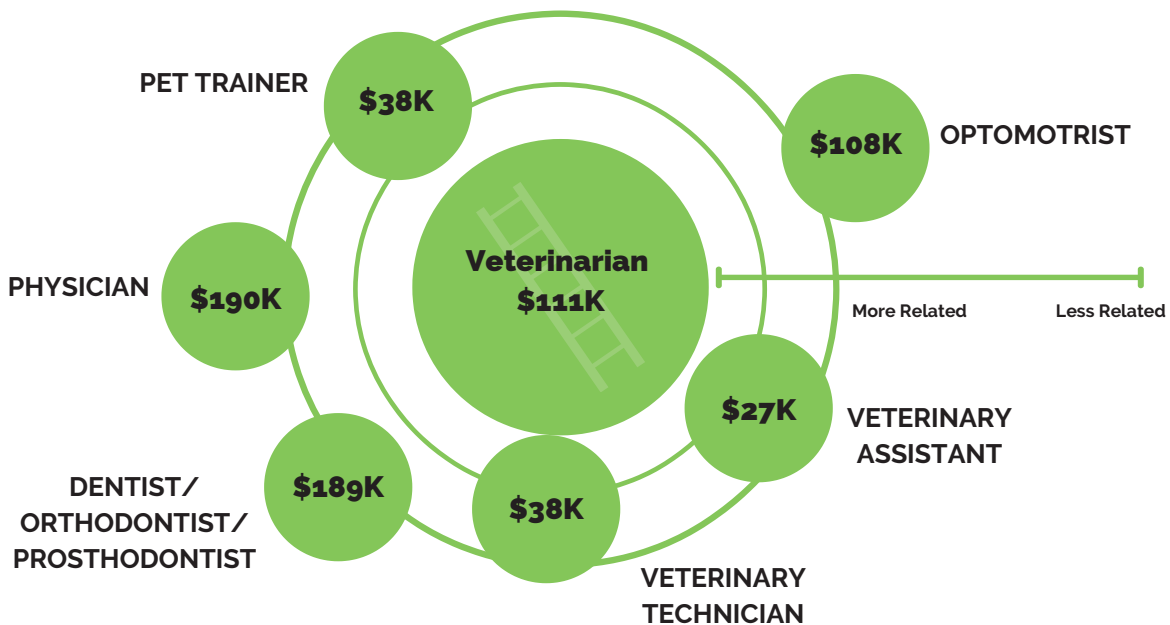 PET TRAINER
$38K
$108K
OPTOMOTRIST
Veterinarian
$111K
PHYSICIAN
$190K
More Related
Less Related
$27K
VETERINARY
ASSISTANT
DENTIST/
ORTHODONTIST/
PROSTHODONTIST
$189K
$38K
VETERINARY
TECHNICIAN